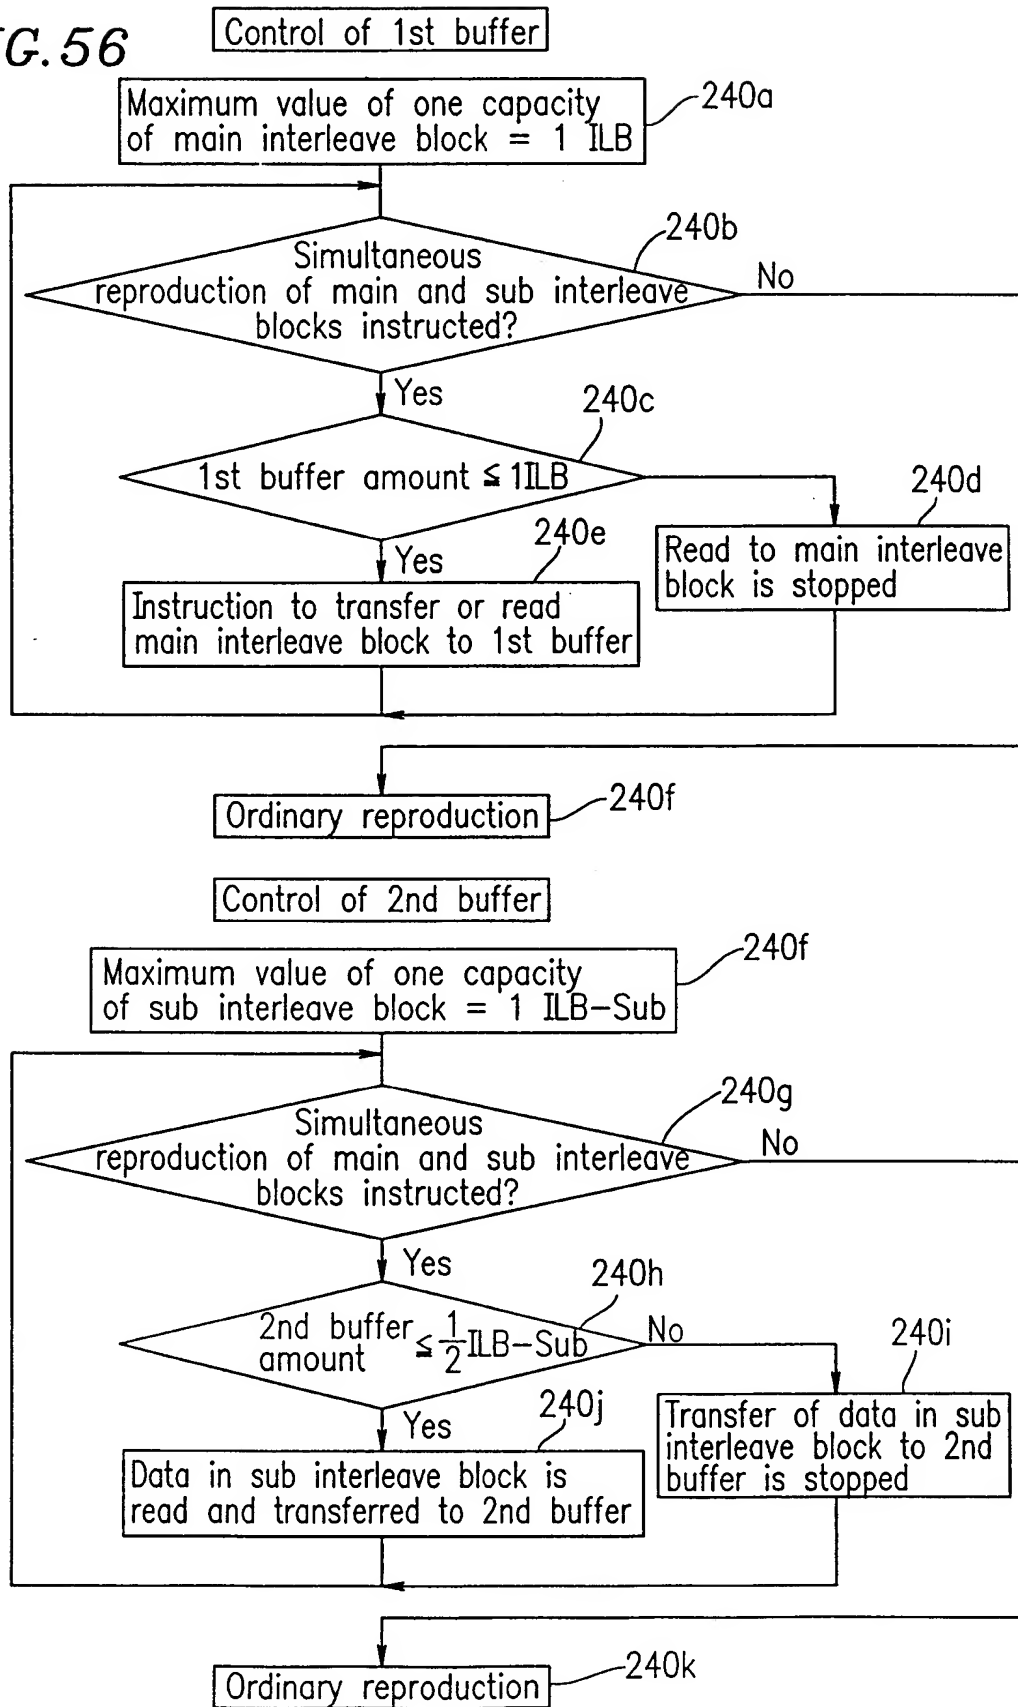 IG.56
Control of 1st buffer
Maximum value of one capacity
of main interleave block = 1 ILB
240a
Simultaneous
reproduction of main and sub interleave
blocks instructed?
240b
No
Yes
1st buffer amount ≦ 1ILB
240c
Read to main interleave
block is stopped
240d
Yes
Instruction to transfer or read
main interleave block to 1st buffer
240e
Ordinary reproduction
240f
Control of 2nd buffer
Maximum value of one capacity
of sub interleave block = 1 ILB-Sub
240f
Simultaneous
reproduction of main and sub interleave
blocks instructed?
240g
No
Yes
2nd buffer
amount ≦ 1/2 ILB-Sub
240h
No
Transfer of data in sub
interleave block to 2nd
buffer is stopped
240i
Yes
Data in sub interleave block is
read and transferred to 2nd buffer
240j
Ordinary reproduction
240k